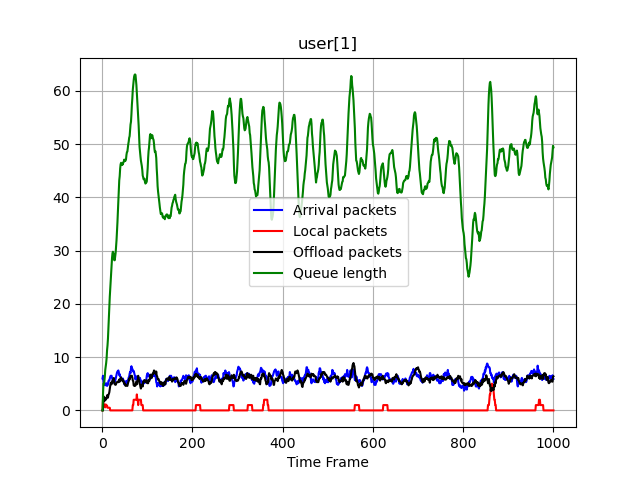 user[1]
60
50
40
30
20
10
0
Arrival packets
Local packets
Offload packets
Queue length
0 200 400 600 800 1000
Time Frame